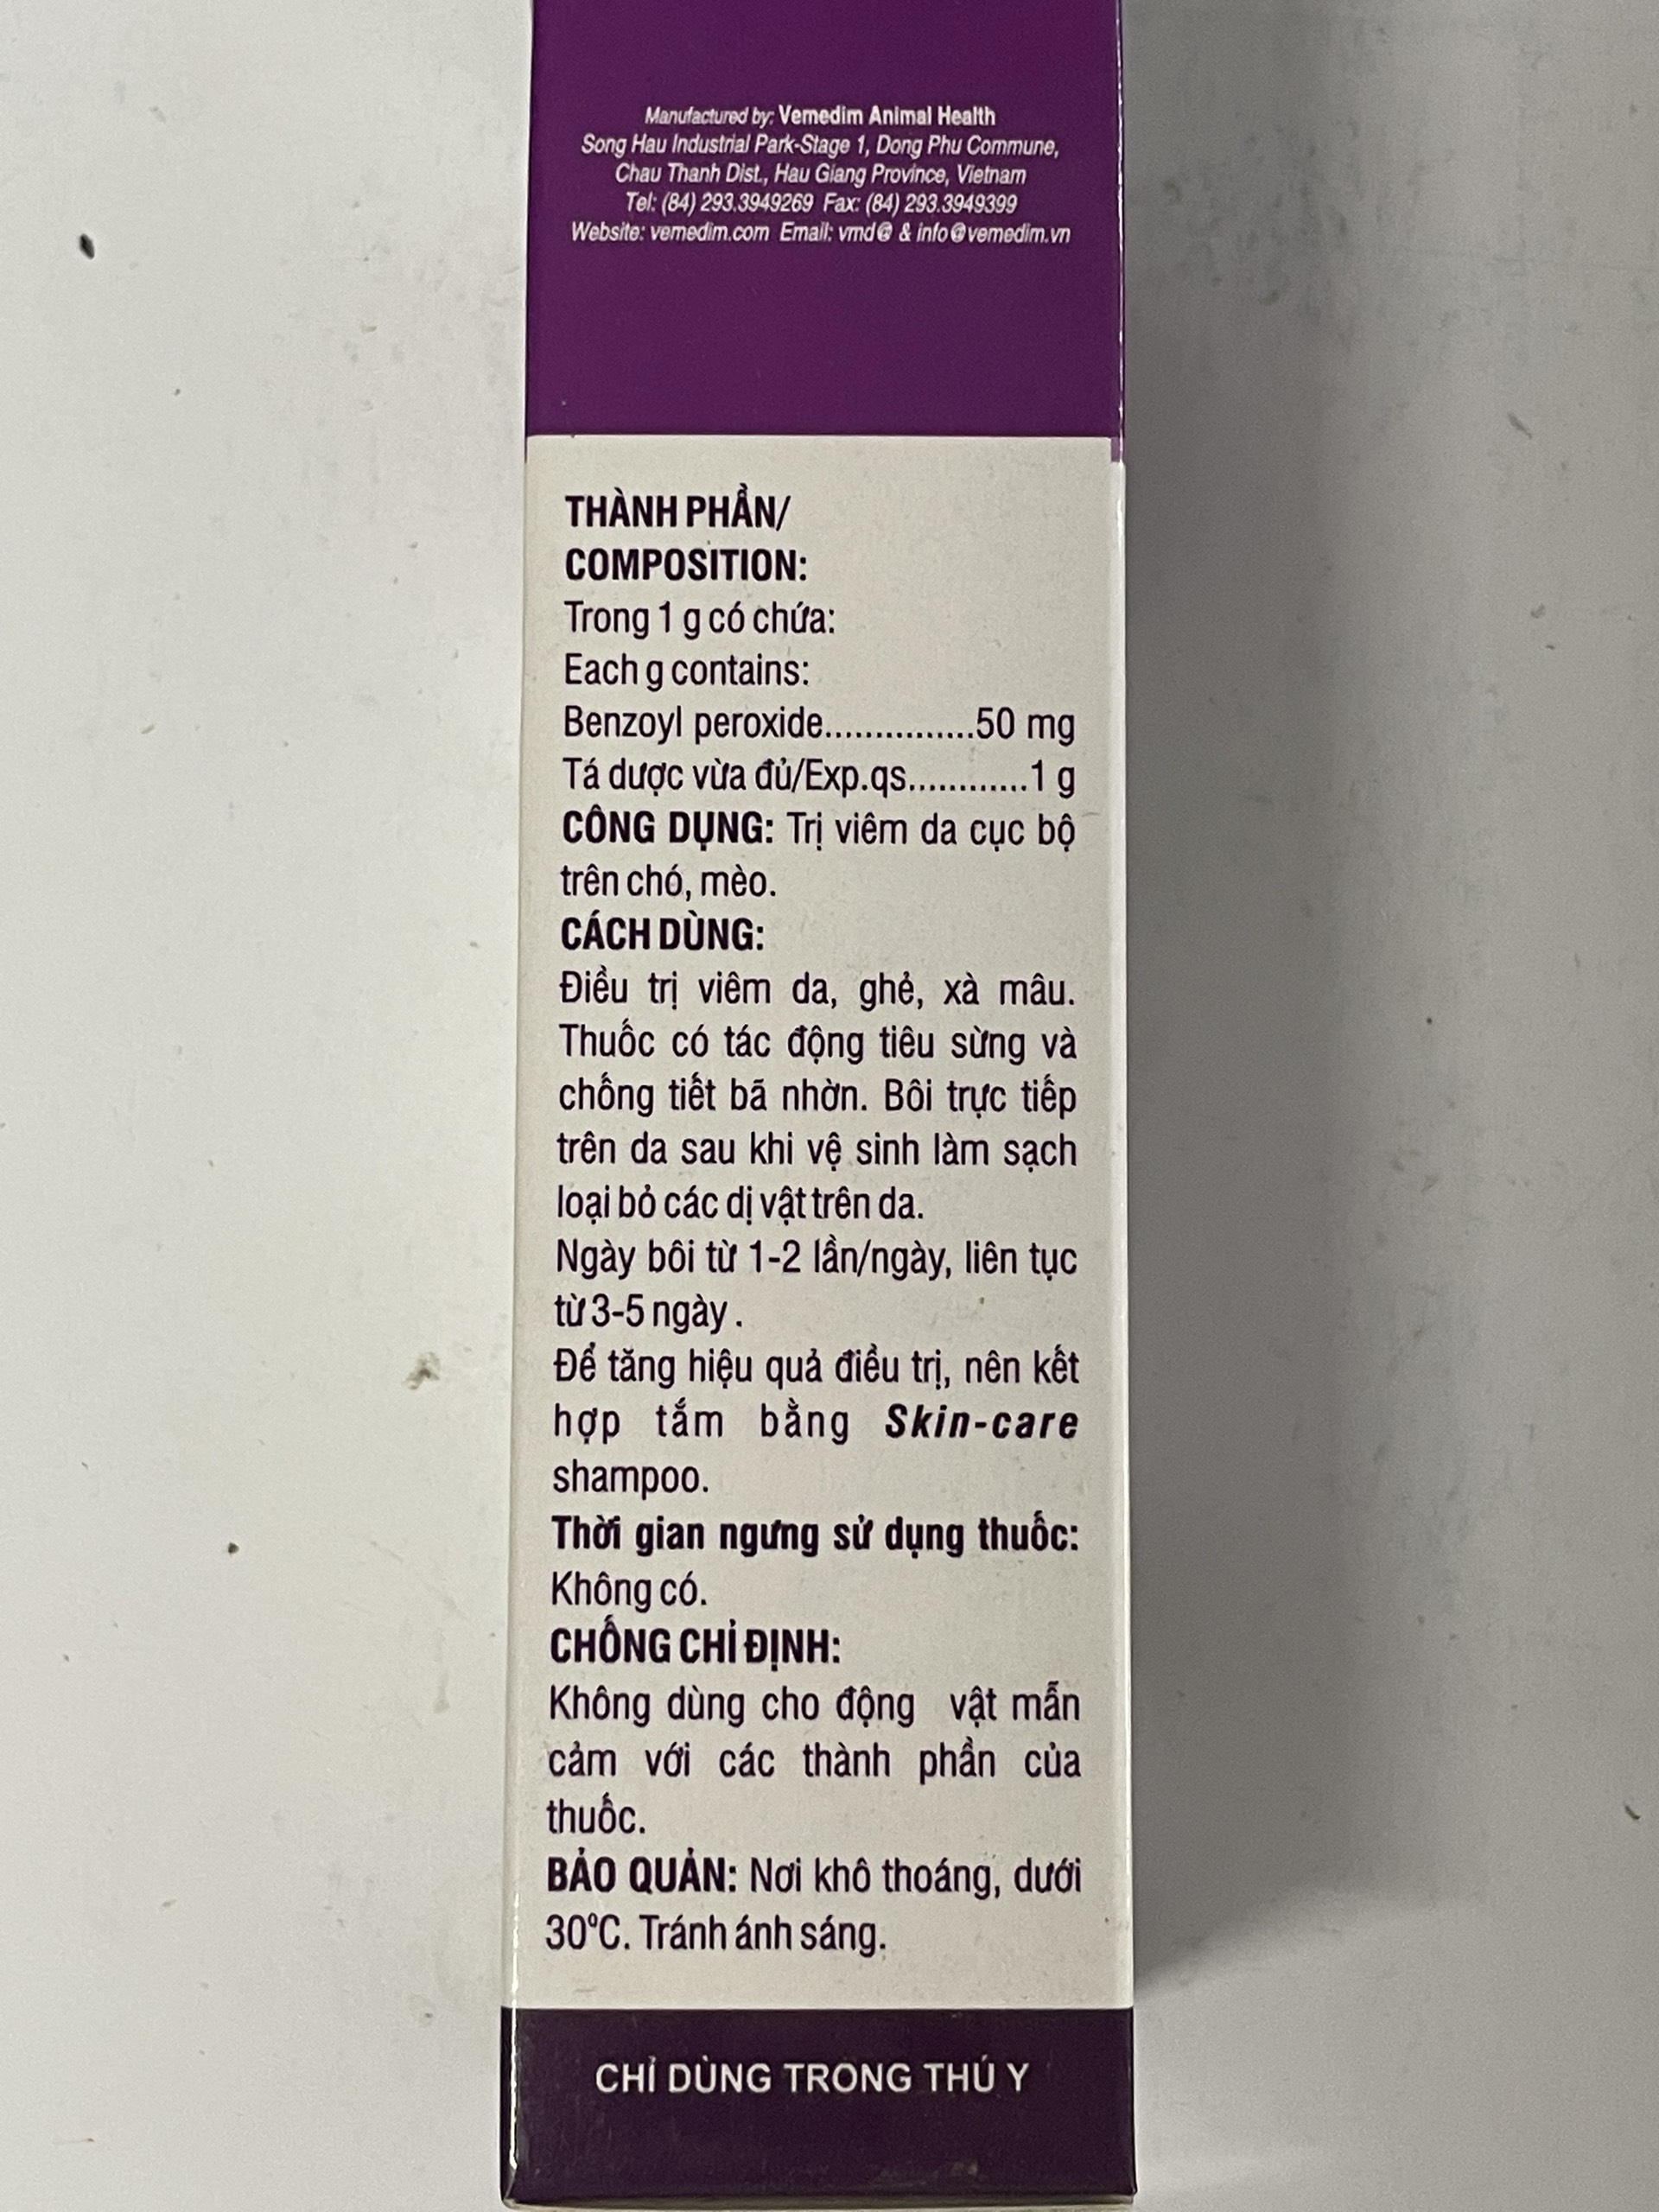 Manufactured by: Vemedim Animal Health
Song Hau Industrial Park-Stage 1, Dong Phu Commune,
Chau Thanh Dist., Hau Giang Province, Vietnam
Tel: (84) 293.3949269 Fax: (84) 293.3949399
Website: vemedim.com Email: vmd@ & info@vemedim.vn
THÀNH PHẦN/
COMPOSITION:
Trong 1 g có chứa:
Each g contains:
Benzoyl peroxide...............50 mg
Tá dược vừa đủ/Exp.qs............1 g
CÔNG DỤNG: Trị viêm da cục bộ
trên chó, mèo.
CÁCH DÙNG:
Điều trị viêm da, ghẻ, xà mâu.
Thuốc có tác động tiêu sừng và
chống tiết bã nhờn. Bôi trực tiếp
trên da sau khi vệ sinh làm sạch
loại bỏ các dị vật trên da.
Ngày bôi từ 1-2 lần/ngày, liên tục
từ 3-5 ngày .
Để tăng hiệu quả điều trị, nên kết
hợp tắm bằng Skin-care
shampoo.
Thời gian ngưng sử dụng thuốc:
Không có.
CHỐNG CHỈ ĐỊNH:
Không dùng cho động vật mẫn
cảm với các thành phần của
thuốc.
BẢO QUẢN: Nơi khô thoáng, dưới
30°C. Tránh ánh sáng.
CHỈ DÙNG TRONG THÚ Y